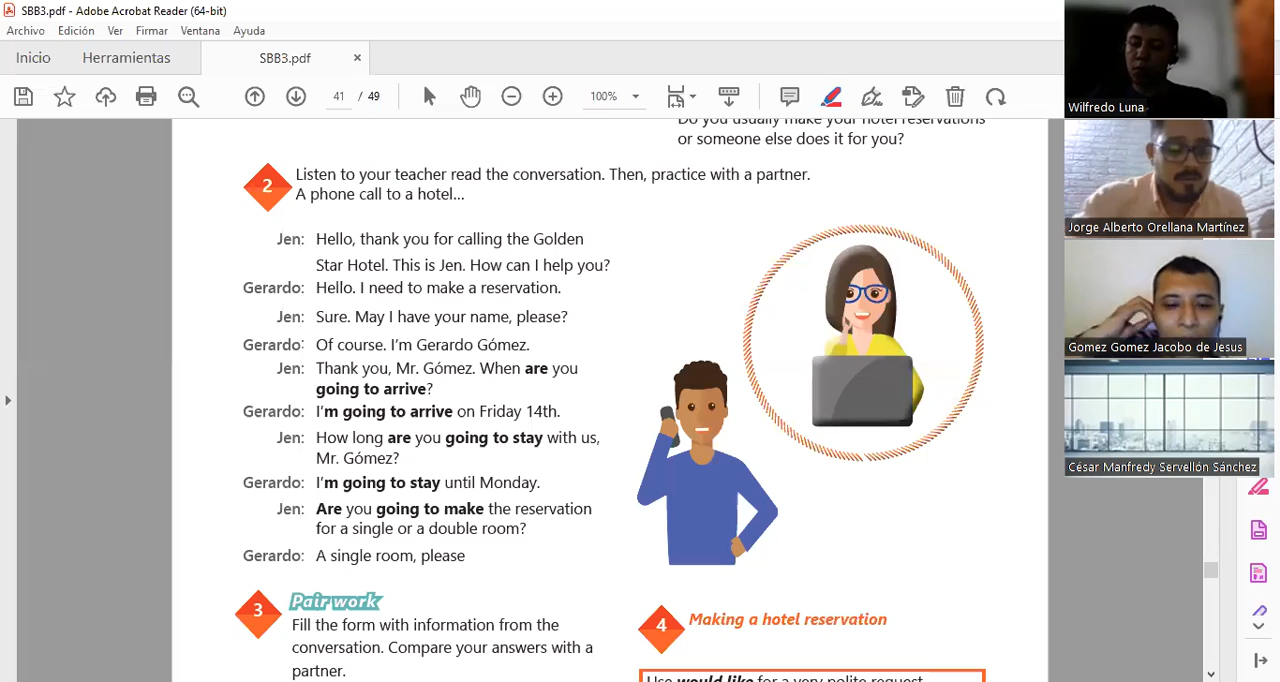 SBB3.pdf - Adobe Acrobat Reader (64-bit)
Archivo Edición Ver Firmar Ventana Ayuda
Inicio Herramientas SBB3.pdf ×
41 / 49 100%
Do you usually make your hotel reservations
or someone else does it for you?
2 Listen to your teacher read the conversation. Then, practice with a partner.
A phone call to a hotel...
Jen: Hello, thank you for calling the Golden
Star Hotel. This is Jen. How can I help you?
Gerardo: Hello. I need to make a reservation.
Jen: Sure. May I have your name, please?
Gerardo: Of course. I'm Gerardo Gómez.
Jen: Thank you, Mr. Gómez. When are you
going to arrive?
Gerardo: I'm going to arrive on Friday 14th.
Jen: How long are you going to stay with us,
Mr. Gómez?
Gerardo: I'm going to stay until Monday.
Jen: Are you going to make the reservation
for a single or a double room?
Gerardo: A single room, please
3 Pair work
Fill the form with information from the
conversation. Compare your answers with a
partner.
4 Making a hotel reservation
Use would like for a very polite request
Wilfredo Luna
Jorge Alberto Orellana Martínez
Gomez Gomez Jacobo de Jesus
César Manfredy Servellón Sánchez